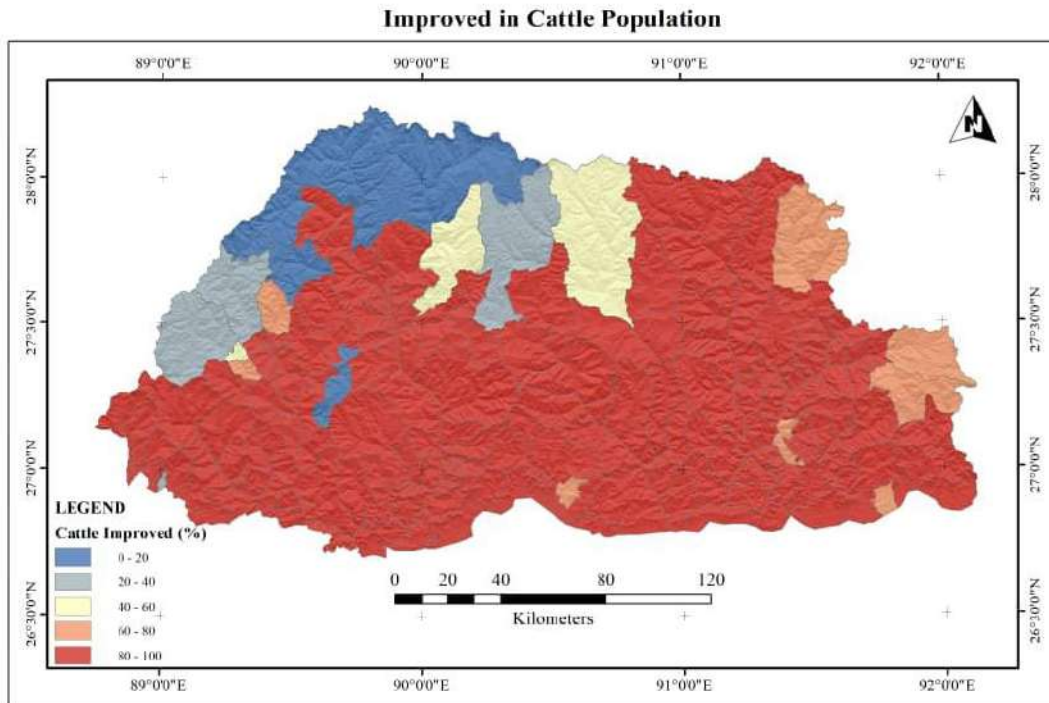 Improved in Cattle Population
89°0'0"E 90°0'0"E 91°0'0"E 92°0'0"E
N
28°0'0"N 28°0'0"N
27°30'0"N 27°30'0"N
27°0'0"N 27°0'0"N
LEGEND
Cattle Improved (%)
0 - 20
20 - 40
40 - 60
60 - 80
80 - 100
0 20 40 80 120
Kilometers
26°30'0"N 26°30'0"N
89°0'0"E 90°0'0"E 91°0'0"E 92°0'0"E